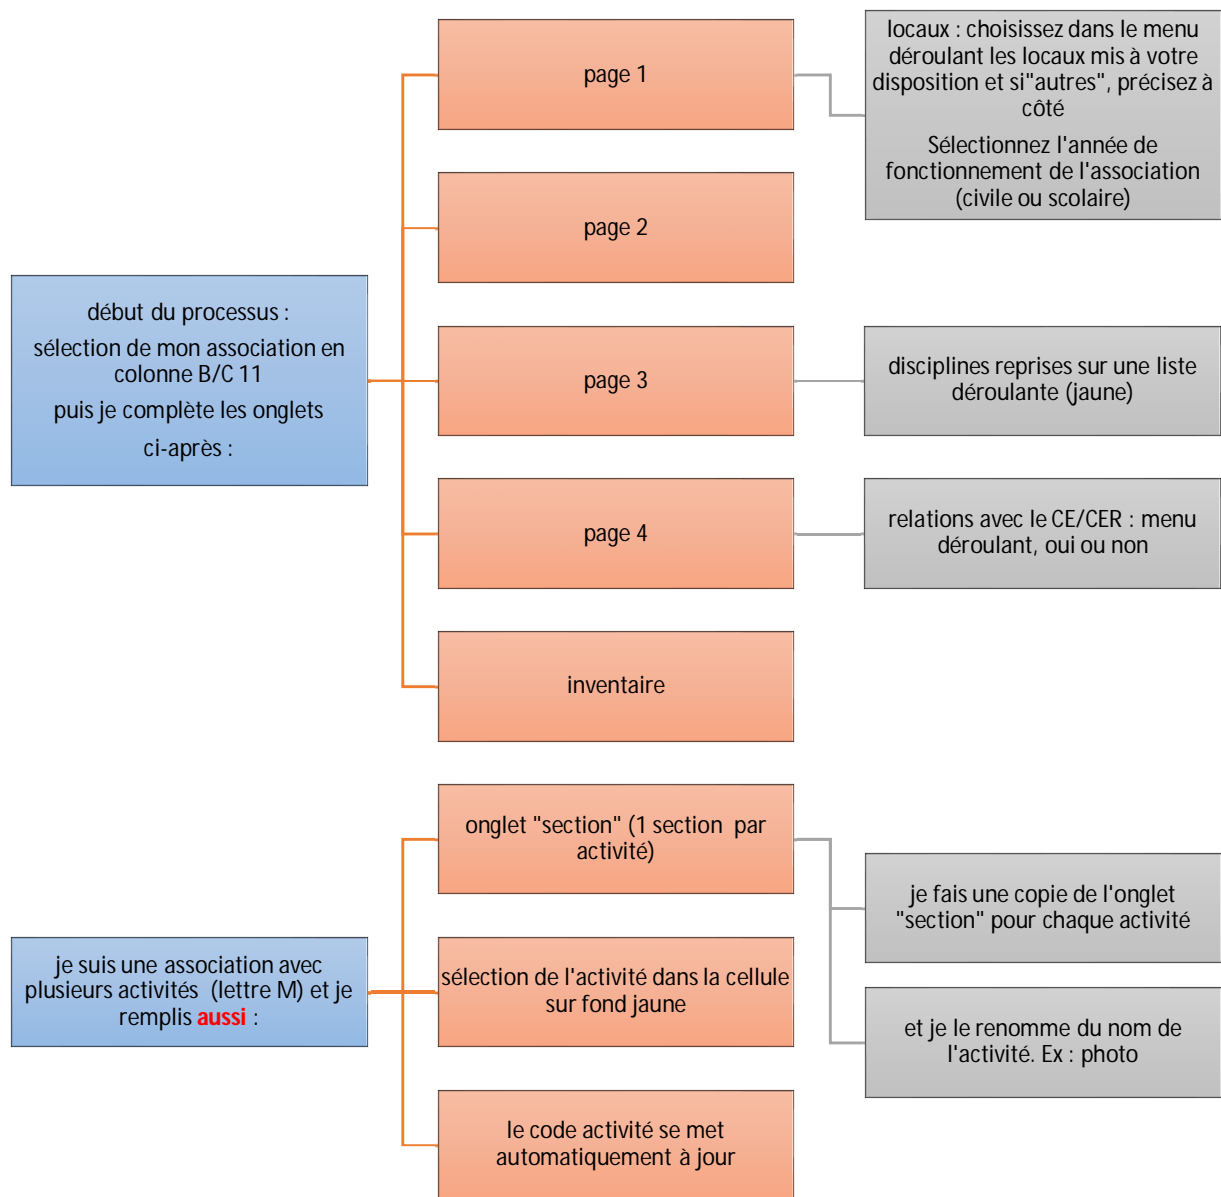 début du processus :
sélection de mon association en
colonne B/C 11
puis je complète les onglets
ci-après :
page 1
locaux : choisissez dans le menu
déroulant les locaux mis à votre
disposition et si"autres", précisez à
côté
Sélectionnez l'année de
fonctionnement de l'association
(civile ou scolaire)
page 2
page 3
disciplines reprises sur une liste
déroulante (jaune)
page 4
relations avec le CE/CER : menu
déroulant, oui ou non
inventaire
je suis une association avec
plusieurs activités (lettre M) et je
remplis aussi :
onglet "section" (1 section par
activité)
je fais une copie de l'onglet
"section" pour chaque activité
et je le renomme du nom de
l'activité. Ex : photo
sélection de l'activité dans la cellule
sur fond jaune
le code activité se met
automatiquement à jour